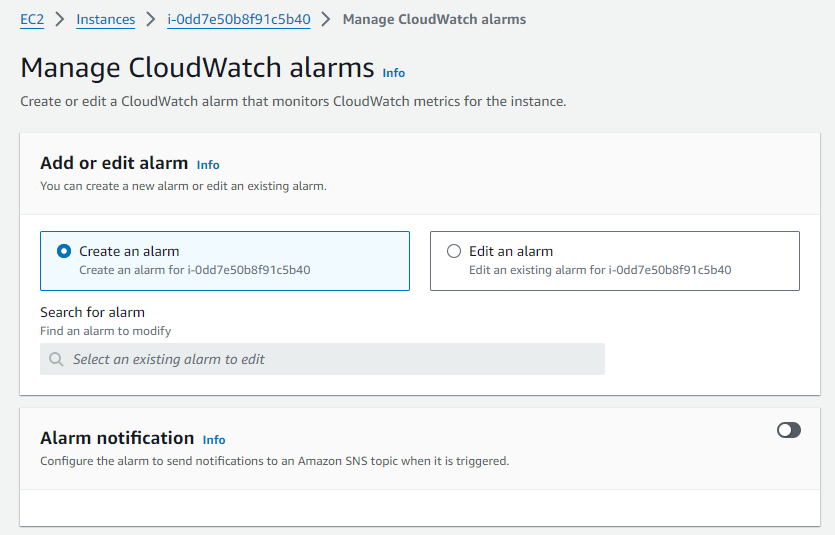 EC2 > Instances > i-0dd7e50b8f91c5b40 > Manage CloudWatch alarms
Manage CloudWatch alarms Info
Create or edit a CloudWatch alarm that monitors CloudWatch metrics for the instance.
Add or edit alarm Info
You can create a new alarm or edit an existing alarm.
Create an alarm
Create an alarm for i-0dd7e50b8f91c5b40
Edit an alarm
Edit an existing alarm for i-0dd7e50b8f91c5b40
Search for alarm
Find an alarm to modify
Select an existing alarm to edit
Alarm notification Info
Configure the alarm to send notifications to an Amazon SNS topic when it is triggered.